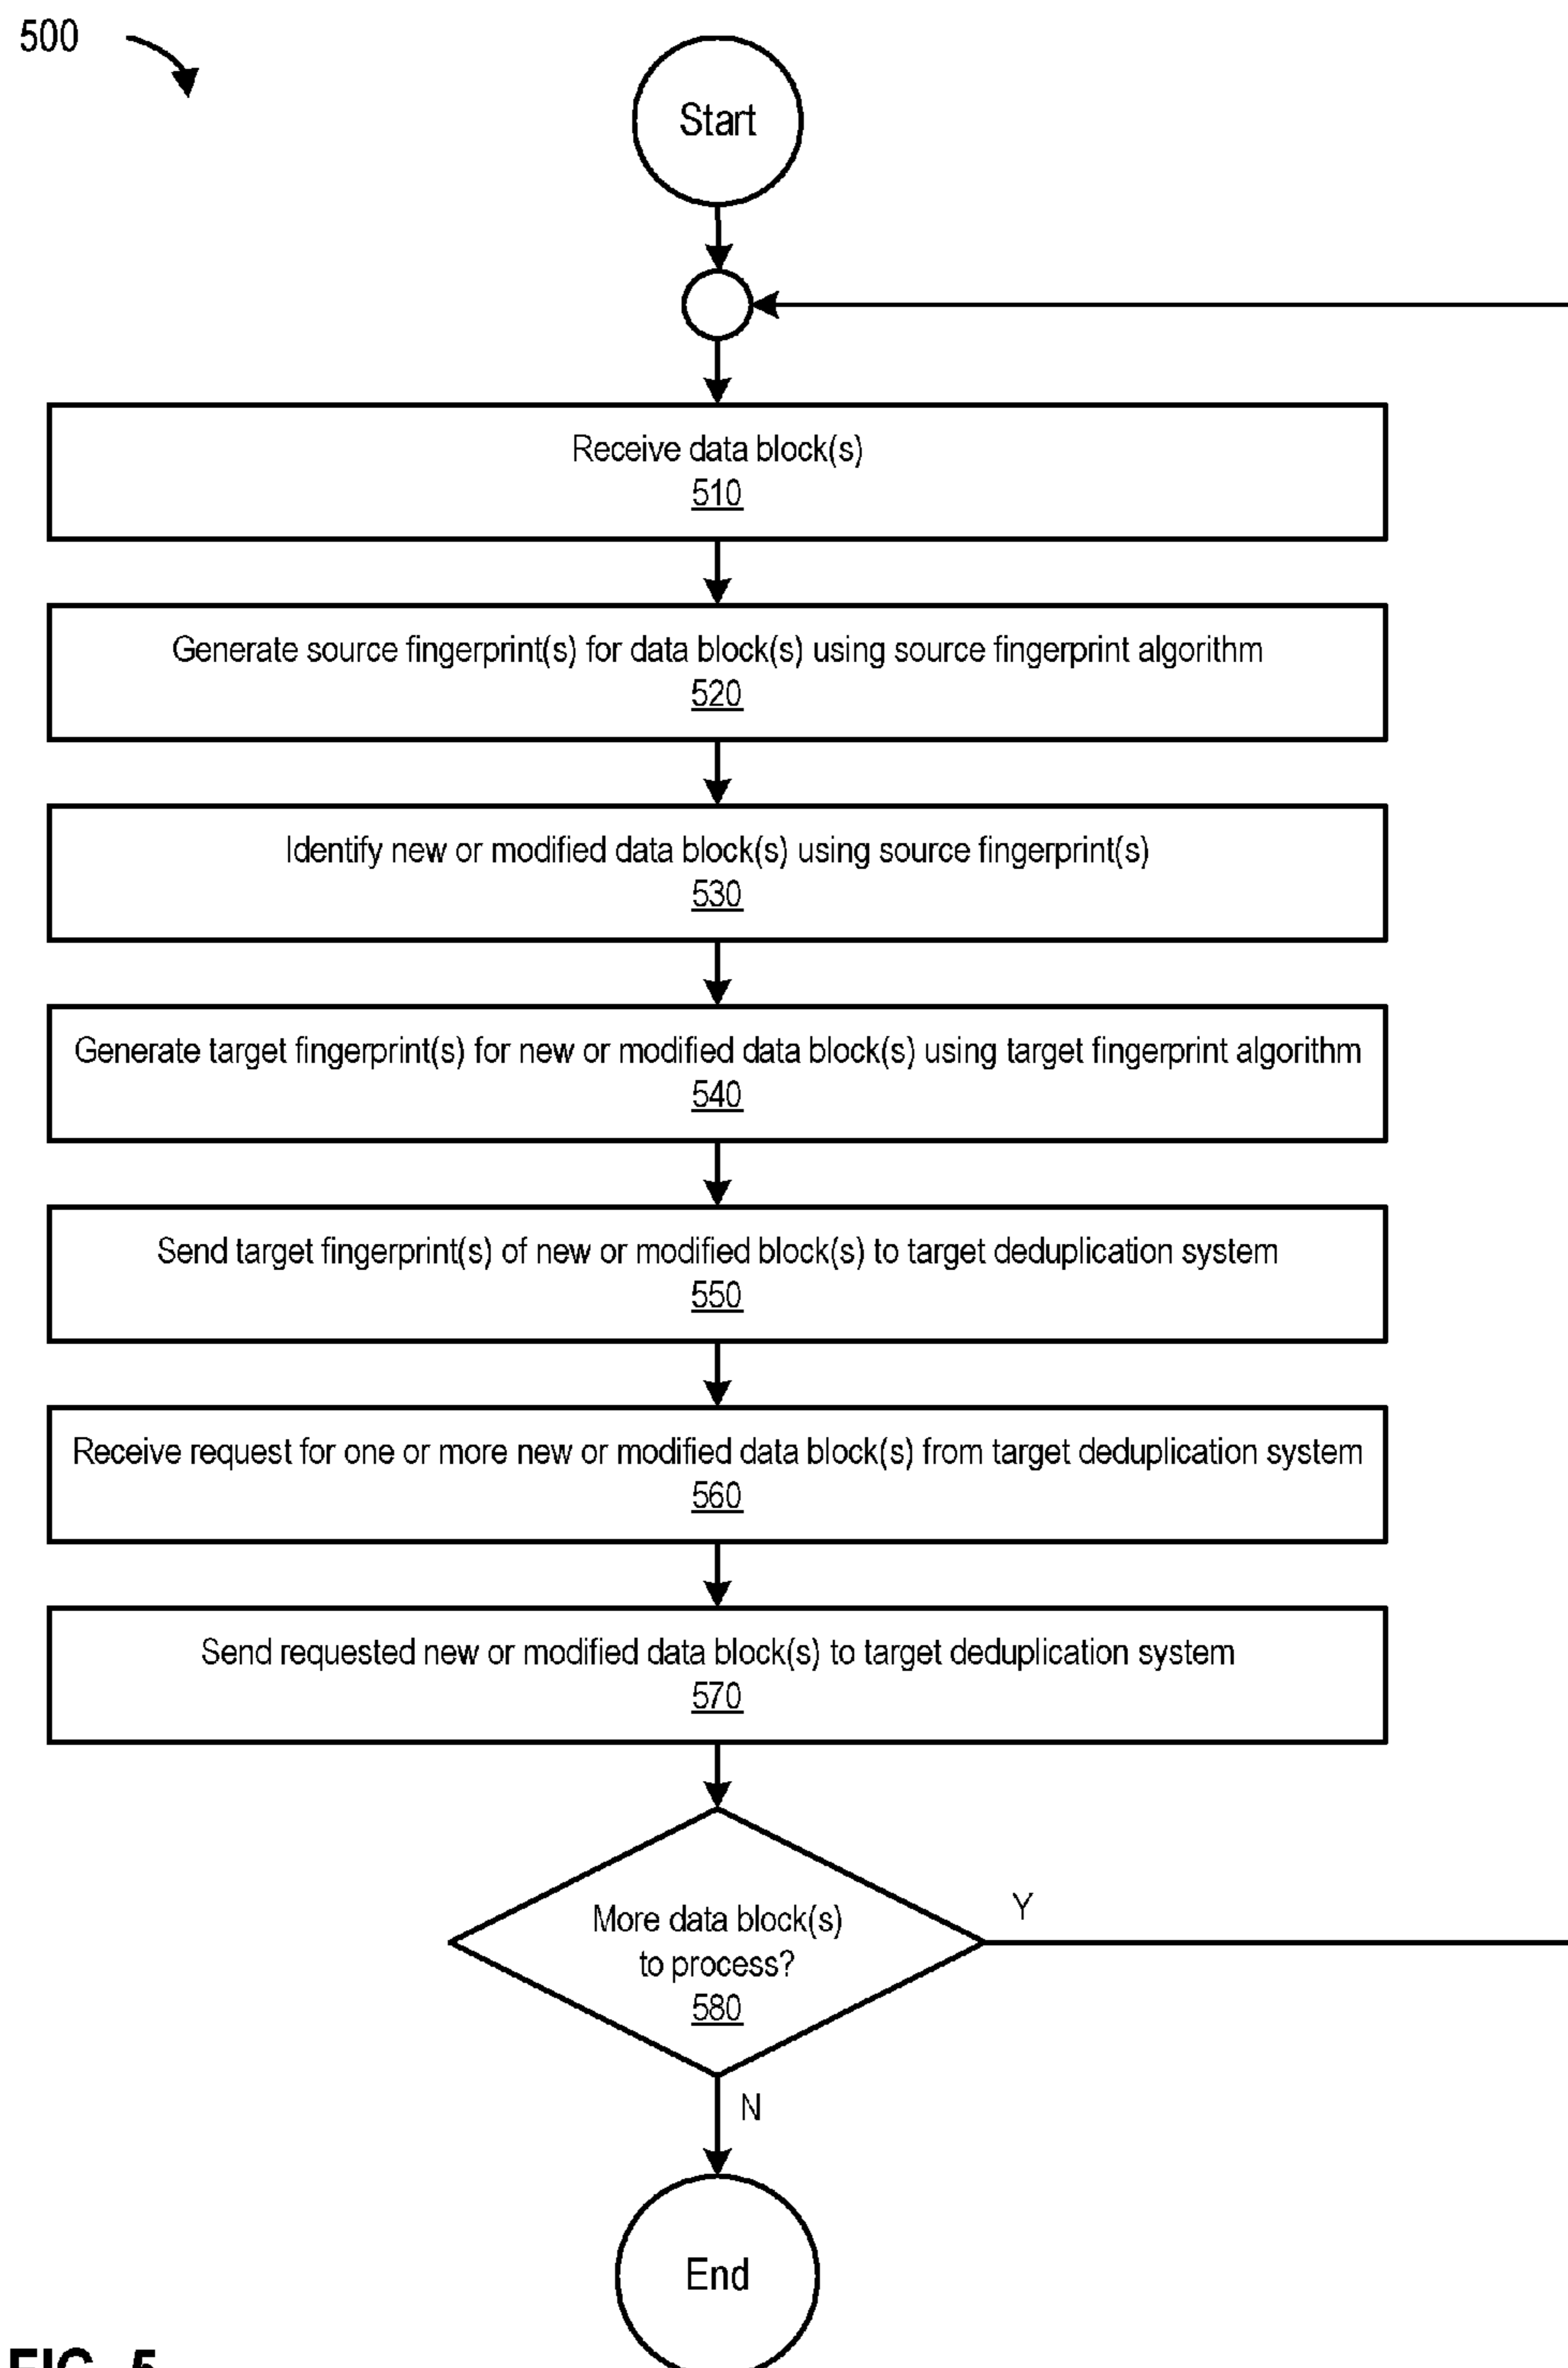 500
Start
Receive data block(s)
510
Generate source fingerprint(s) for data block(s) using source fingerprint algorithm
520
Identify new or modified data block(s) using source fingerprint(s)
530
Generate target fingerprint(s) for new or modified data block(s) using target fingerprint algorithm
540
Send target fingerprint(s) of new or modified block(s) to target deduplication system
550
Receive request for one or more new or modified data block(s) from target deduplication system
560
Send requested new or modified data block(s) to target deduplication system
570
More data block(s)
to process?
580
Y
N
End
FIG. 5